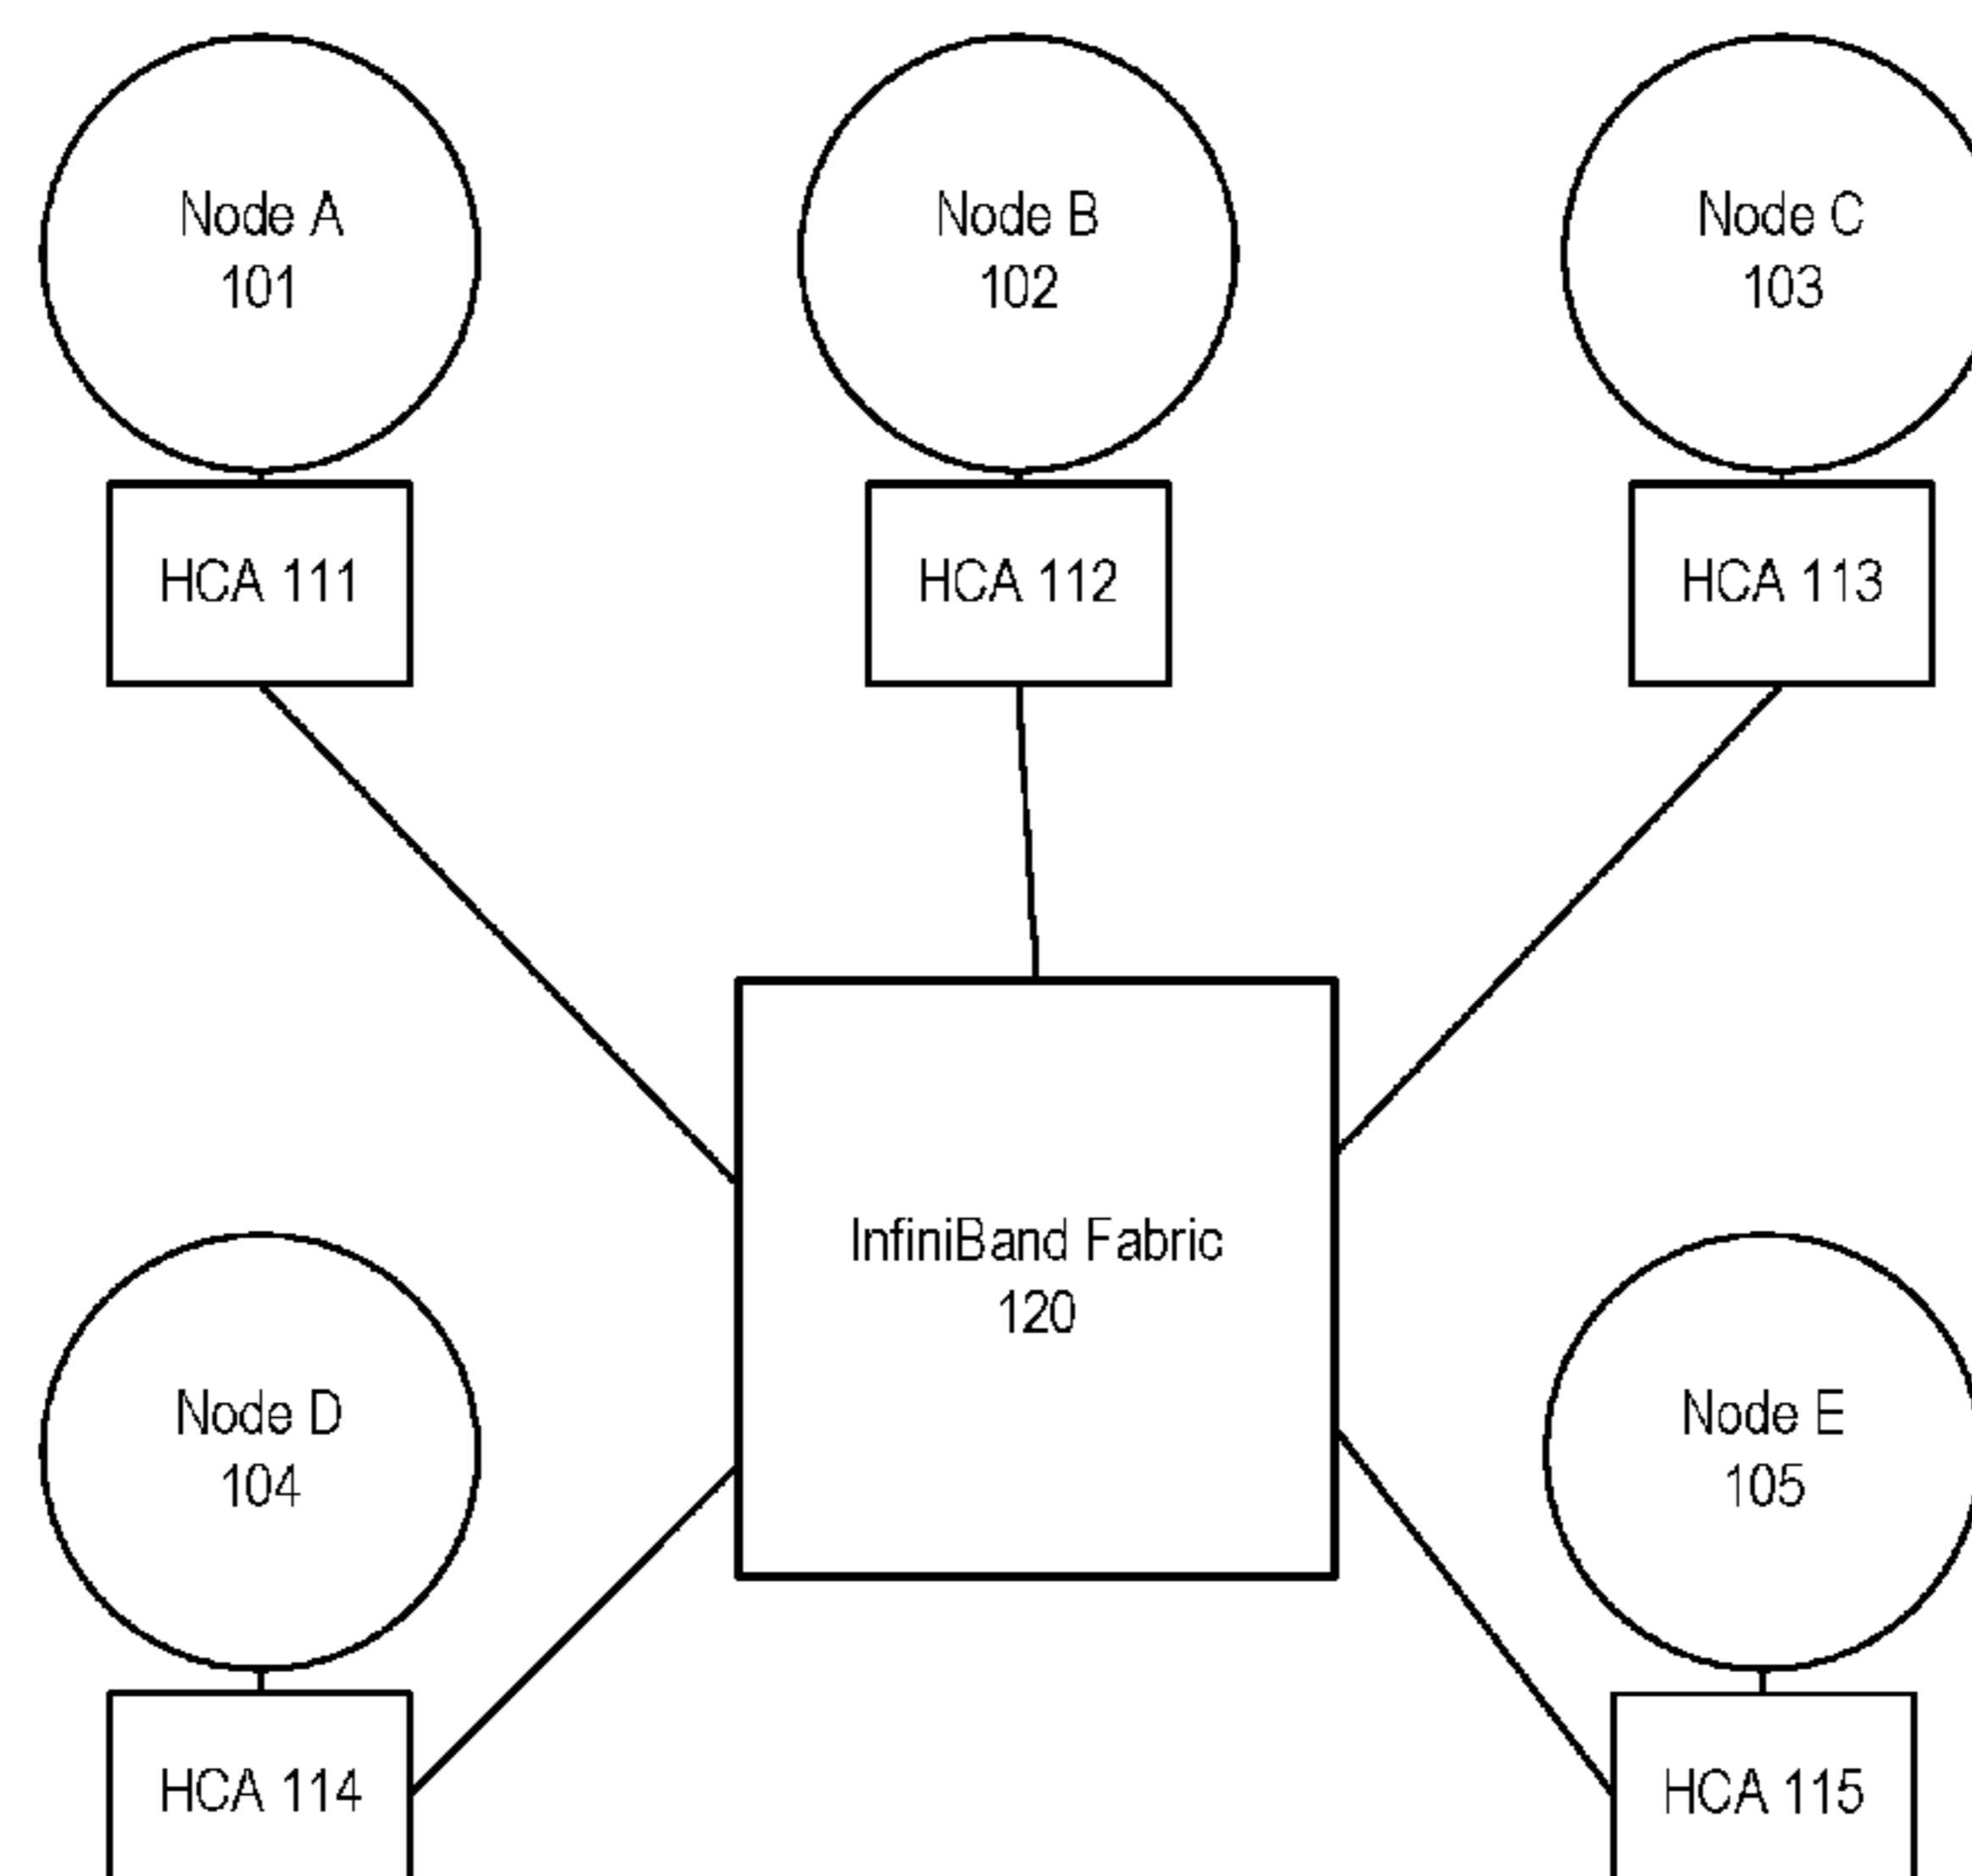 Node A
101
Node B
102
Node C
103
HCA 111
HCA 112
HCA 113
InfiniBand Fabric
120
Node D
104
Node E
105
HCA 114
HCA 115